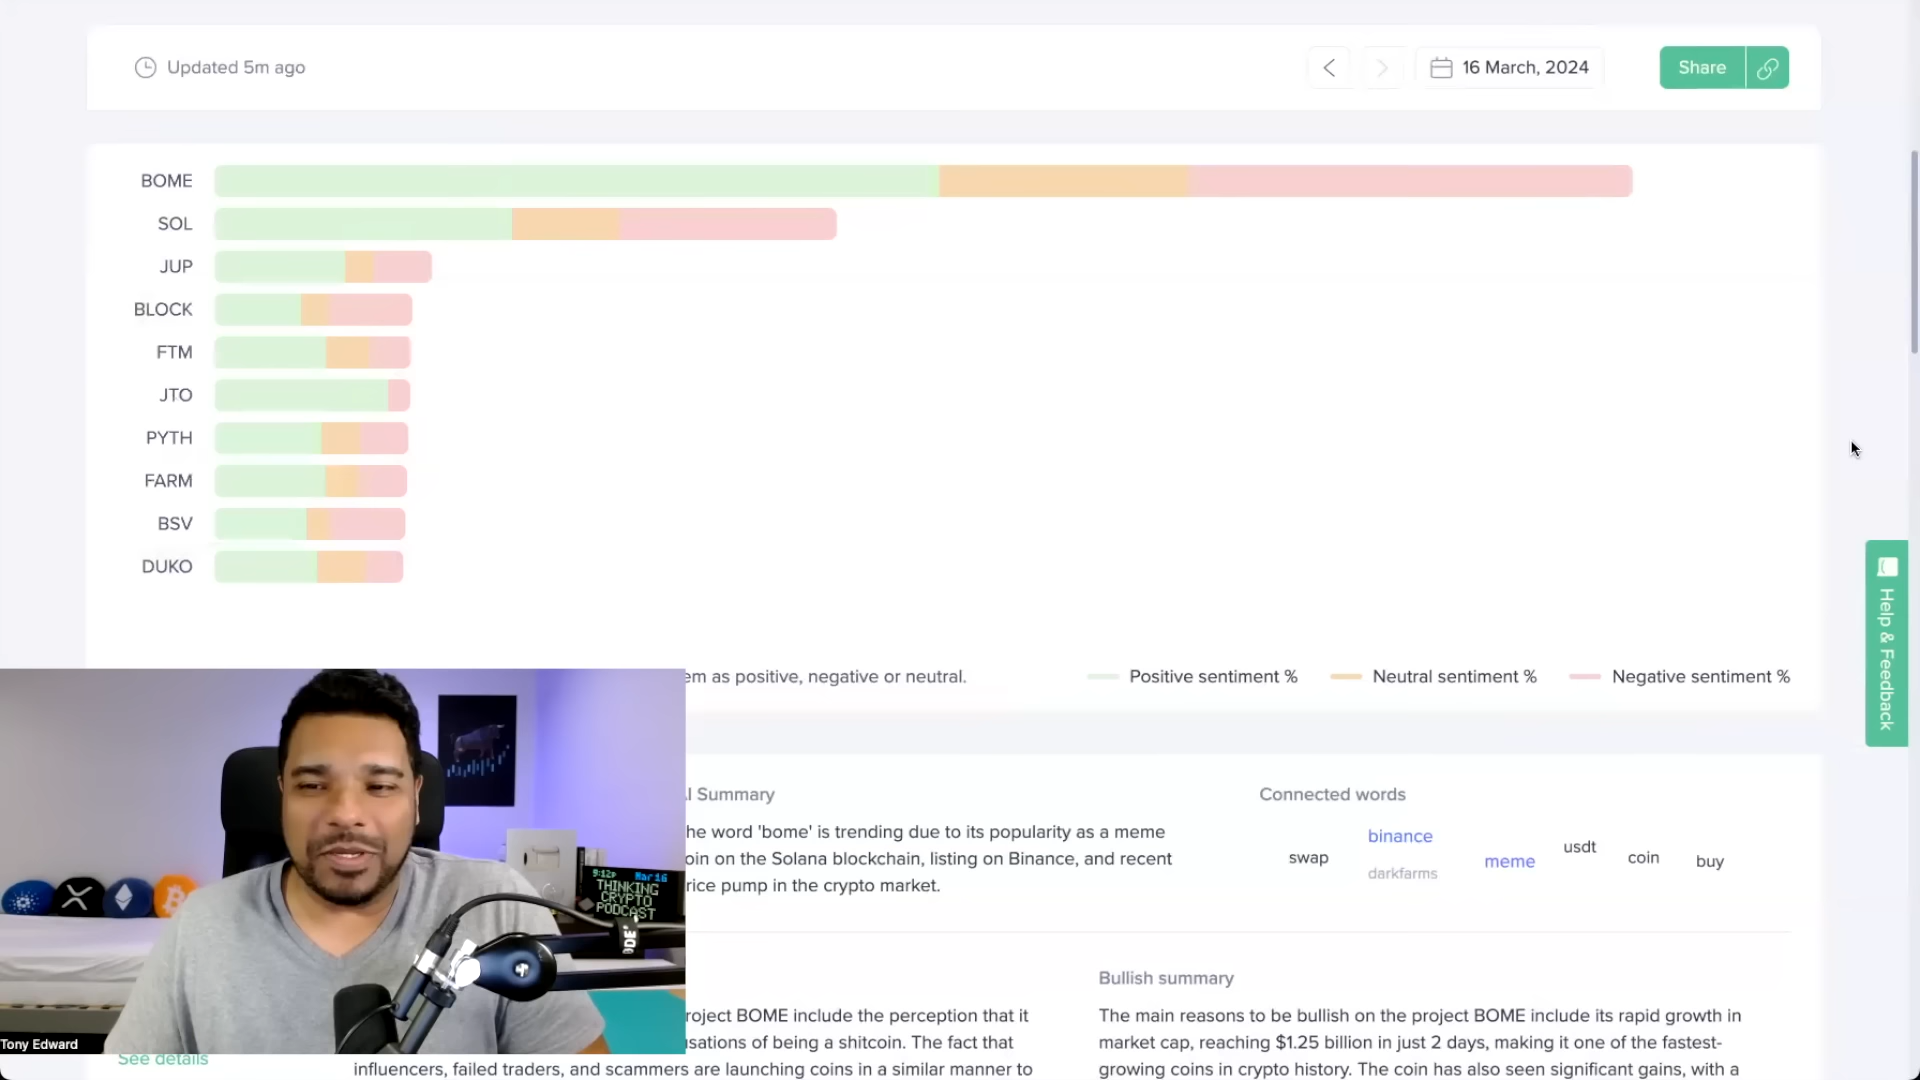 Updated 5m ago
16 March, 2024
Share
BOME
SOL
JUP
BLOCK
FTM
JTO
PYTH
FARM
BSV
DUKO
em as positive, negative or neutral.
Positive sentiment %
Neutral sentiment %
Negative sentiment %
Help & Feedback
I Summary
he word 'bome' is trending due to its popularity as a meme
oin on the Solana blockchain, listing on Binance, and recent
rice pump in the crypto market.
Connected words
swap
binance
darkfarms
meme
usdt
coin
buy
9:12p Mar 16
THINKING
CRYPTO
PODCAST
Bullish summary
roject BOME include the perception that it
usations of being a shitcoin. The fact that
influencers, failed traders, and scammers are launching coins in a similar manner to
The main reasons to be bullish on the project BOME include its rapid growth in
market cap, reaching $1.25 billion in just 2 days, making it one of the fastest-
growing coins in crypto history. The coin has also seen significant gains, with a
Tony Edward
See details